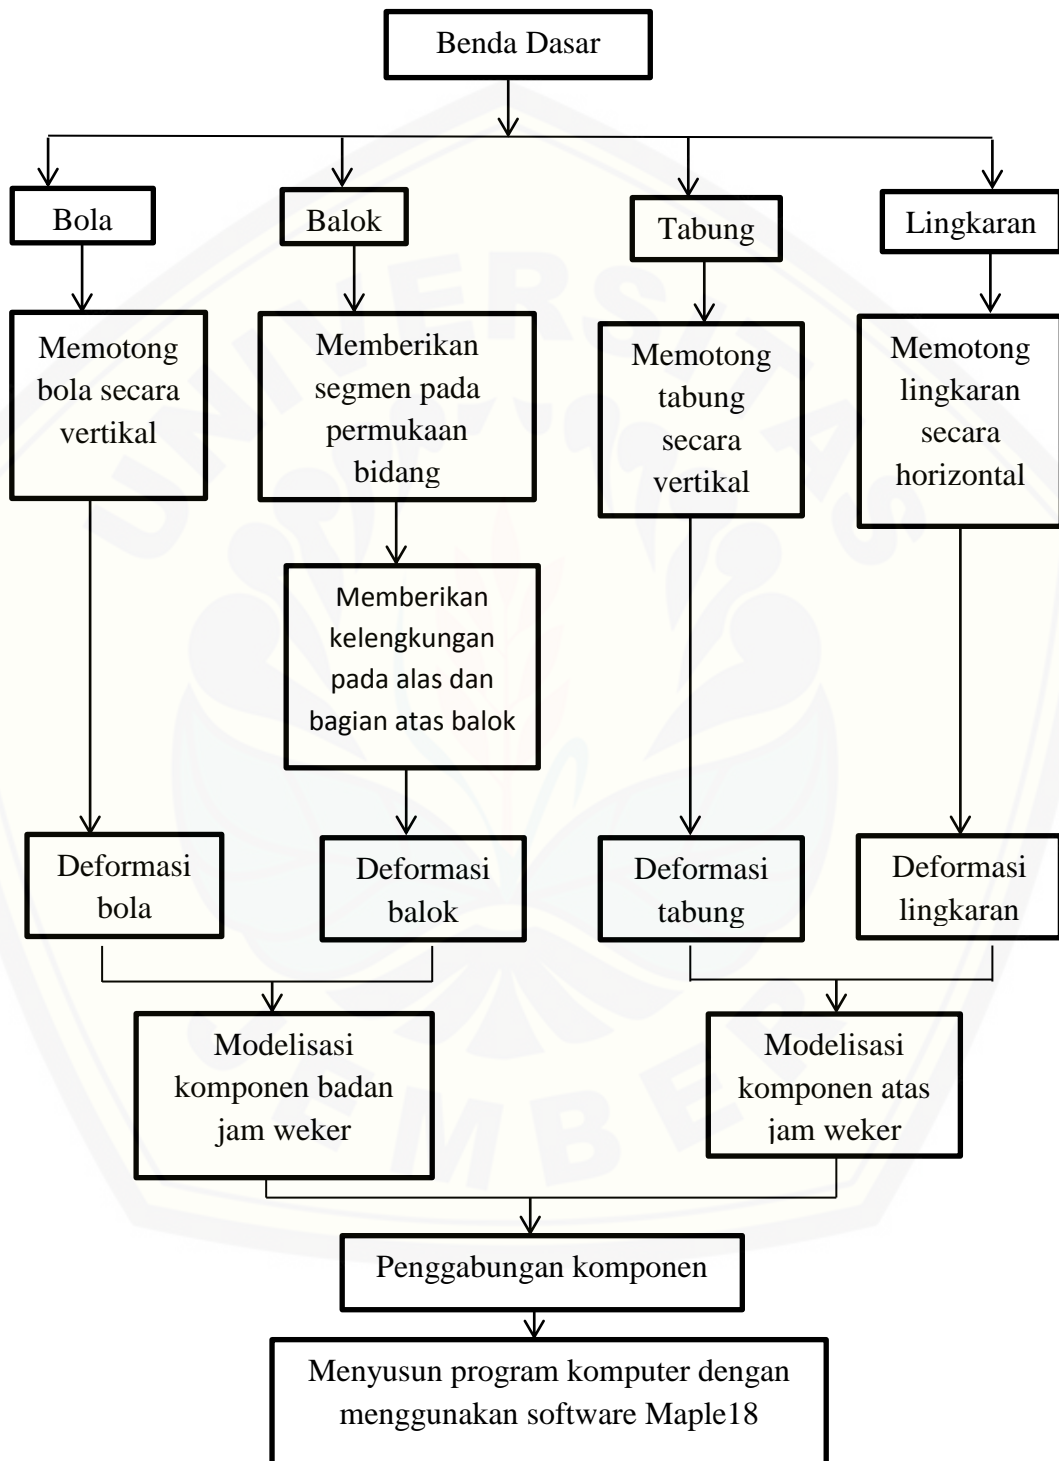 Benda Dasar
Bola
Balok
Tabung
Lingkaran
Memotong
bola secara
vertikal
Memberikan
segmen pada
permukaan
bidang
Memotong
tabung
secara
vertikal
Memotong
lingkaran
secara
horizontal
Memberikan
kelengkungan
pada alas dan
bagian atas balok
Deformasi
bola
Deformasi
balok
Deformasi
tabung
Deformasi
lingkaran
Modelisasi
komponen badan
jam weker
Modelisasi
komponen atas
jam weker
Penggabungan komponen
Menyusun program komputer dengan
menggunakan software Maple18
UNIVERSITAS
JEMBER